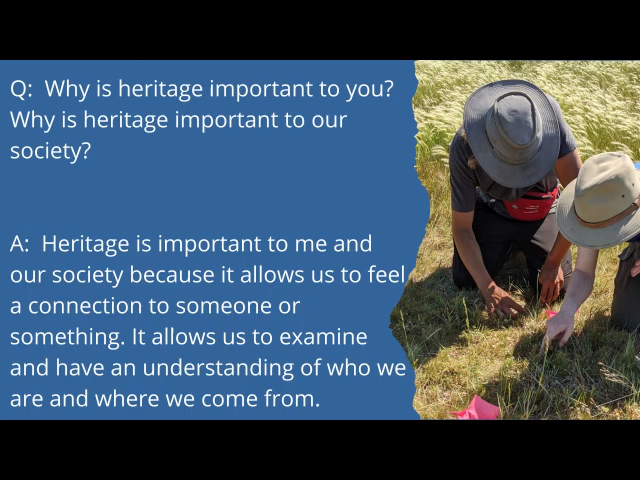 Q:  Why is heritage important to you?
Why is heritage important to our
society?
A:  Heritage is important to me and
our society because it allows us to feel
a connection to someone or
something. It allows us to examine
and have an understanding of who we
are and where we come from.